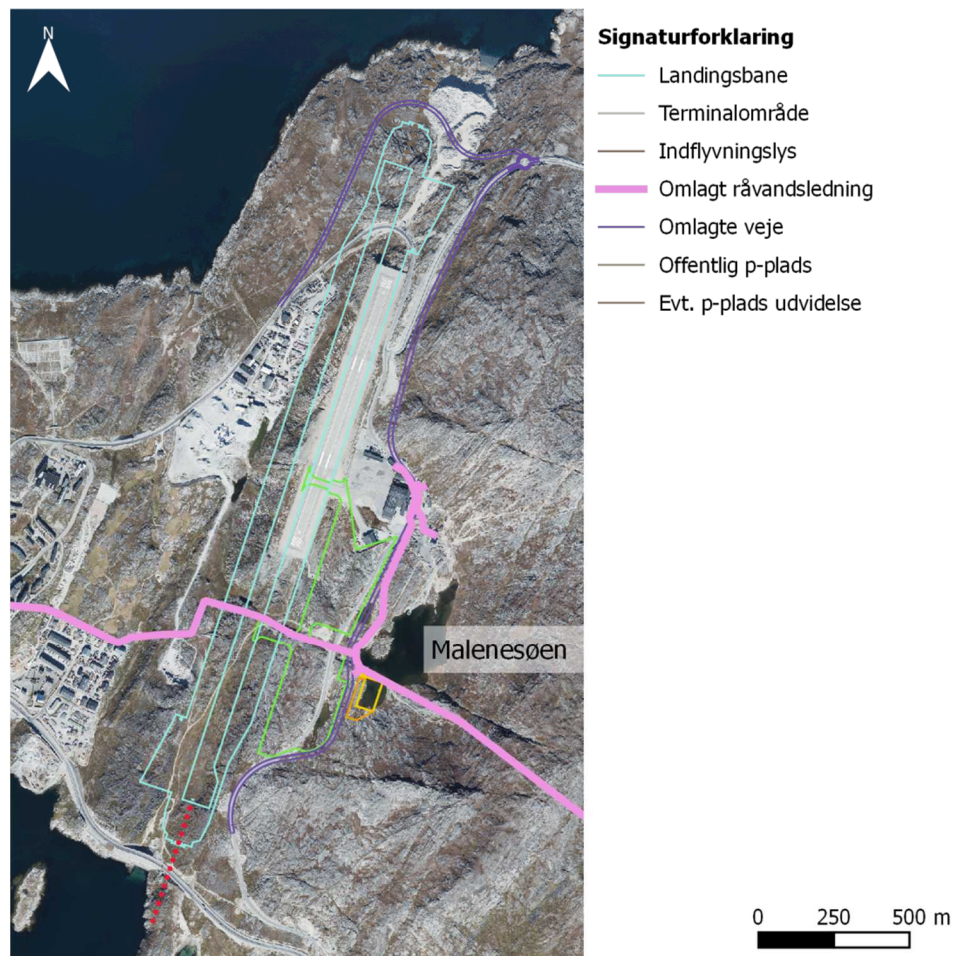 N
Signaturforklaring
Landingsbane
Terminalområde
Indflyvningslys
Omlagt råvandsledning
Omlagte veje
Offentlig p-plads
Evt. p-plads udvidelse
Malenesøen
0 250 500 m